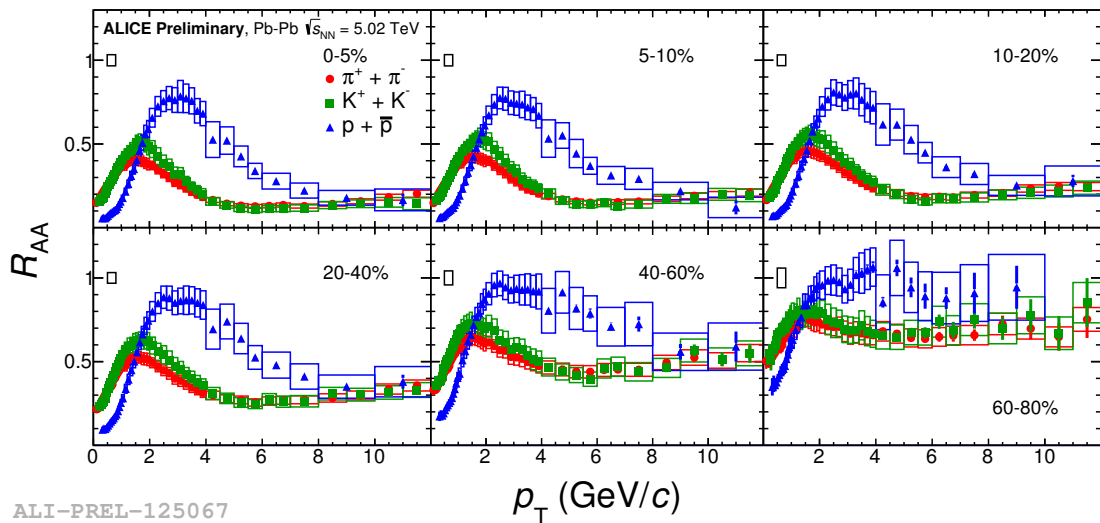 ALICE Preliminary, Pb-Pb √s_NN = 5.02 TeV
0-5%
π⁺ + π⁻
K⁺ + K⁻
p + p̅
5-10%
10-20%
1
0.5
R_AA
20-40%
40-60%
60-80%
1
0.5
0 2 4 6 8 10
2 4 6 8 10
2 4 6 8 10
p_T (GeV/c)
ALI-PREL-125067